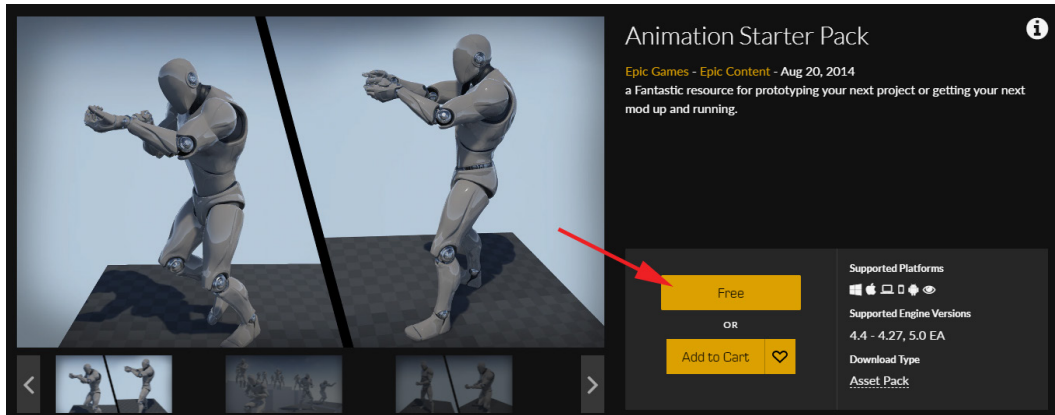 Animation Starter Pack
Epic Games - Epic Content - Aug 20, 2014
a Fantastic resource for prototyping your next project or getting your next
mod up and running.
Free
OR
Add to Cart
Supported Platforms
Supported Engine Versions
4.4 - 4.27, 5.0 EA
Download Type
Asset Pack